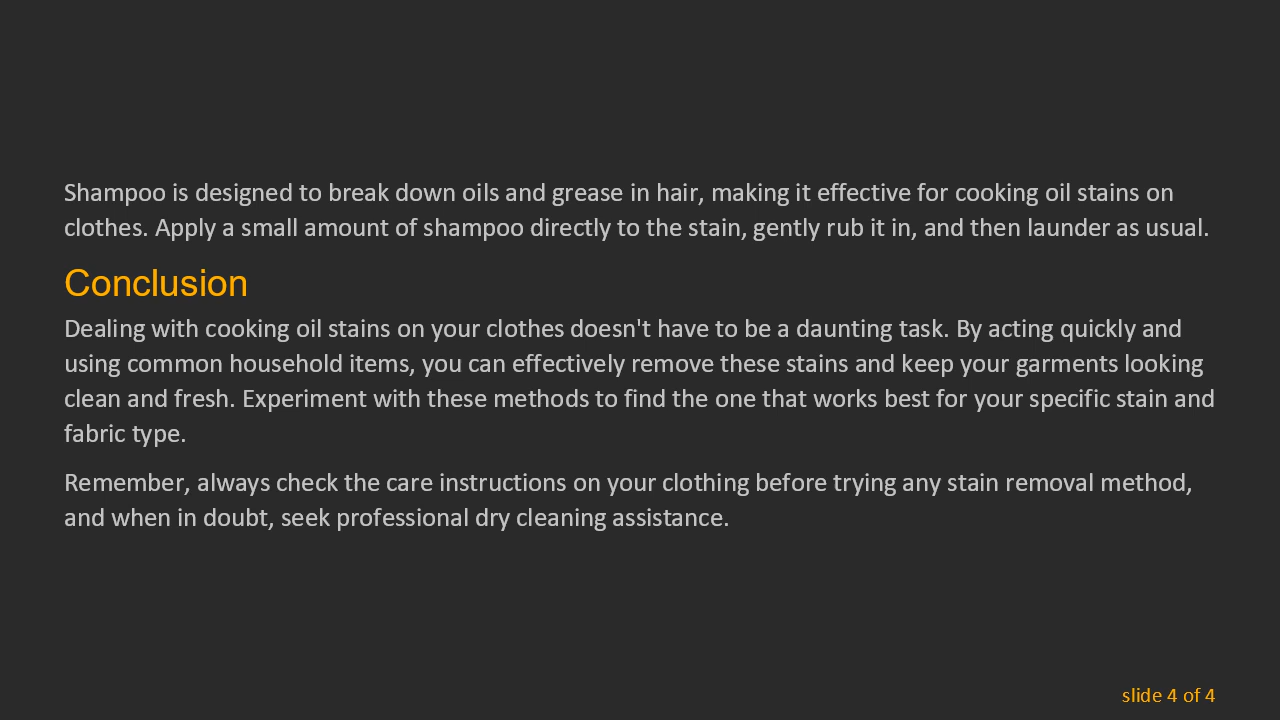 Shampoo is designed to break down oils and grease in hair, making it effective for cooking oil stains on
clothes. Apply a small amount of shampoo directly to the stain, gently rub it in, and then launder as usual.
Conclusion
Dealing with cooking oil stains on your clothes doesn't have to be a daunting task. By acting quickly and
using common household items, you can effectively remove these stains and keep your garments looking
clean and fresh. Experiment with these methods to find the one that works best for your specific stain and
fabric type.
Remember, always check the care instructions on your clothing before trying any stain removal method,
and when in doubt, seek professional dry cleaning assistance.
slide 4 of 4